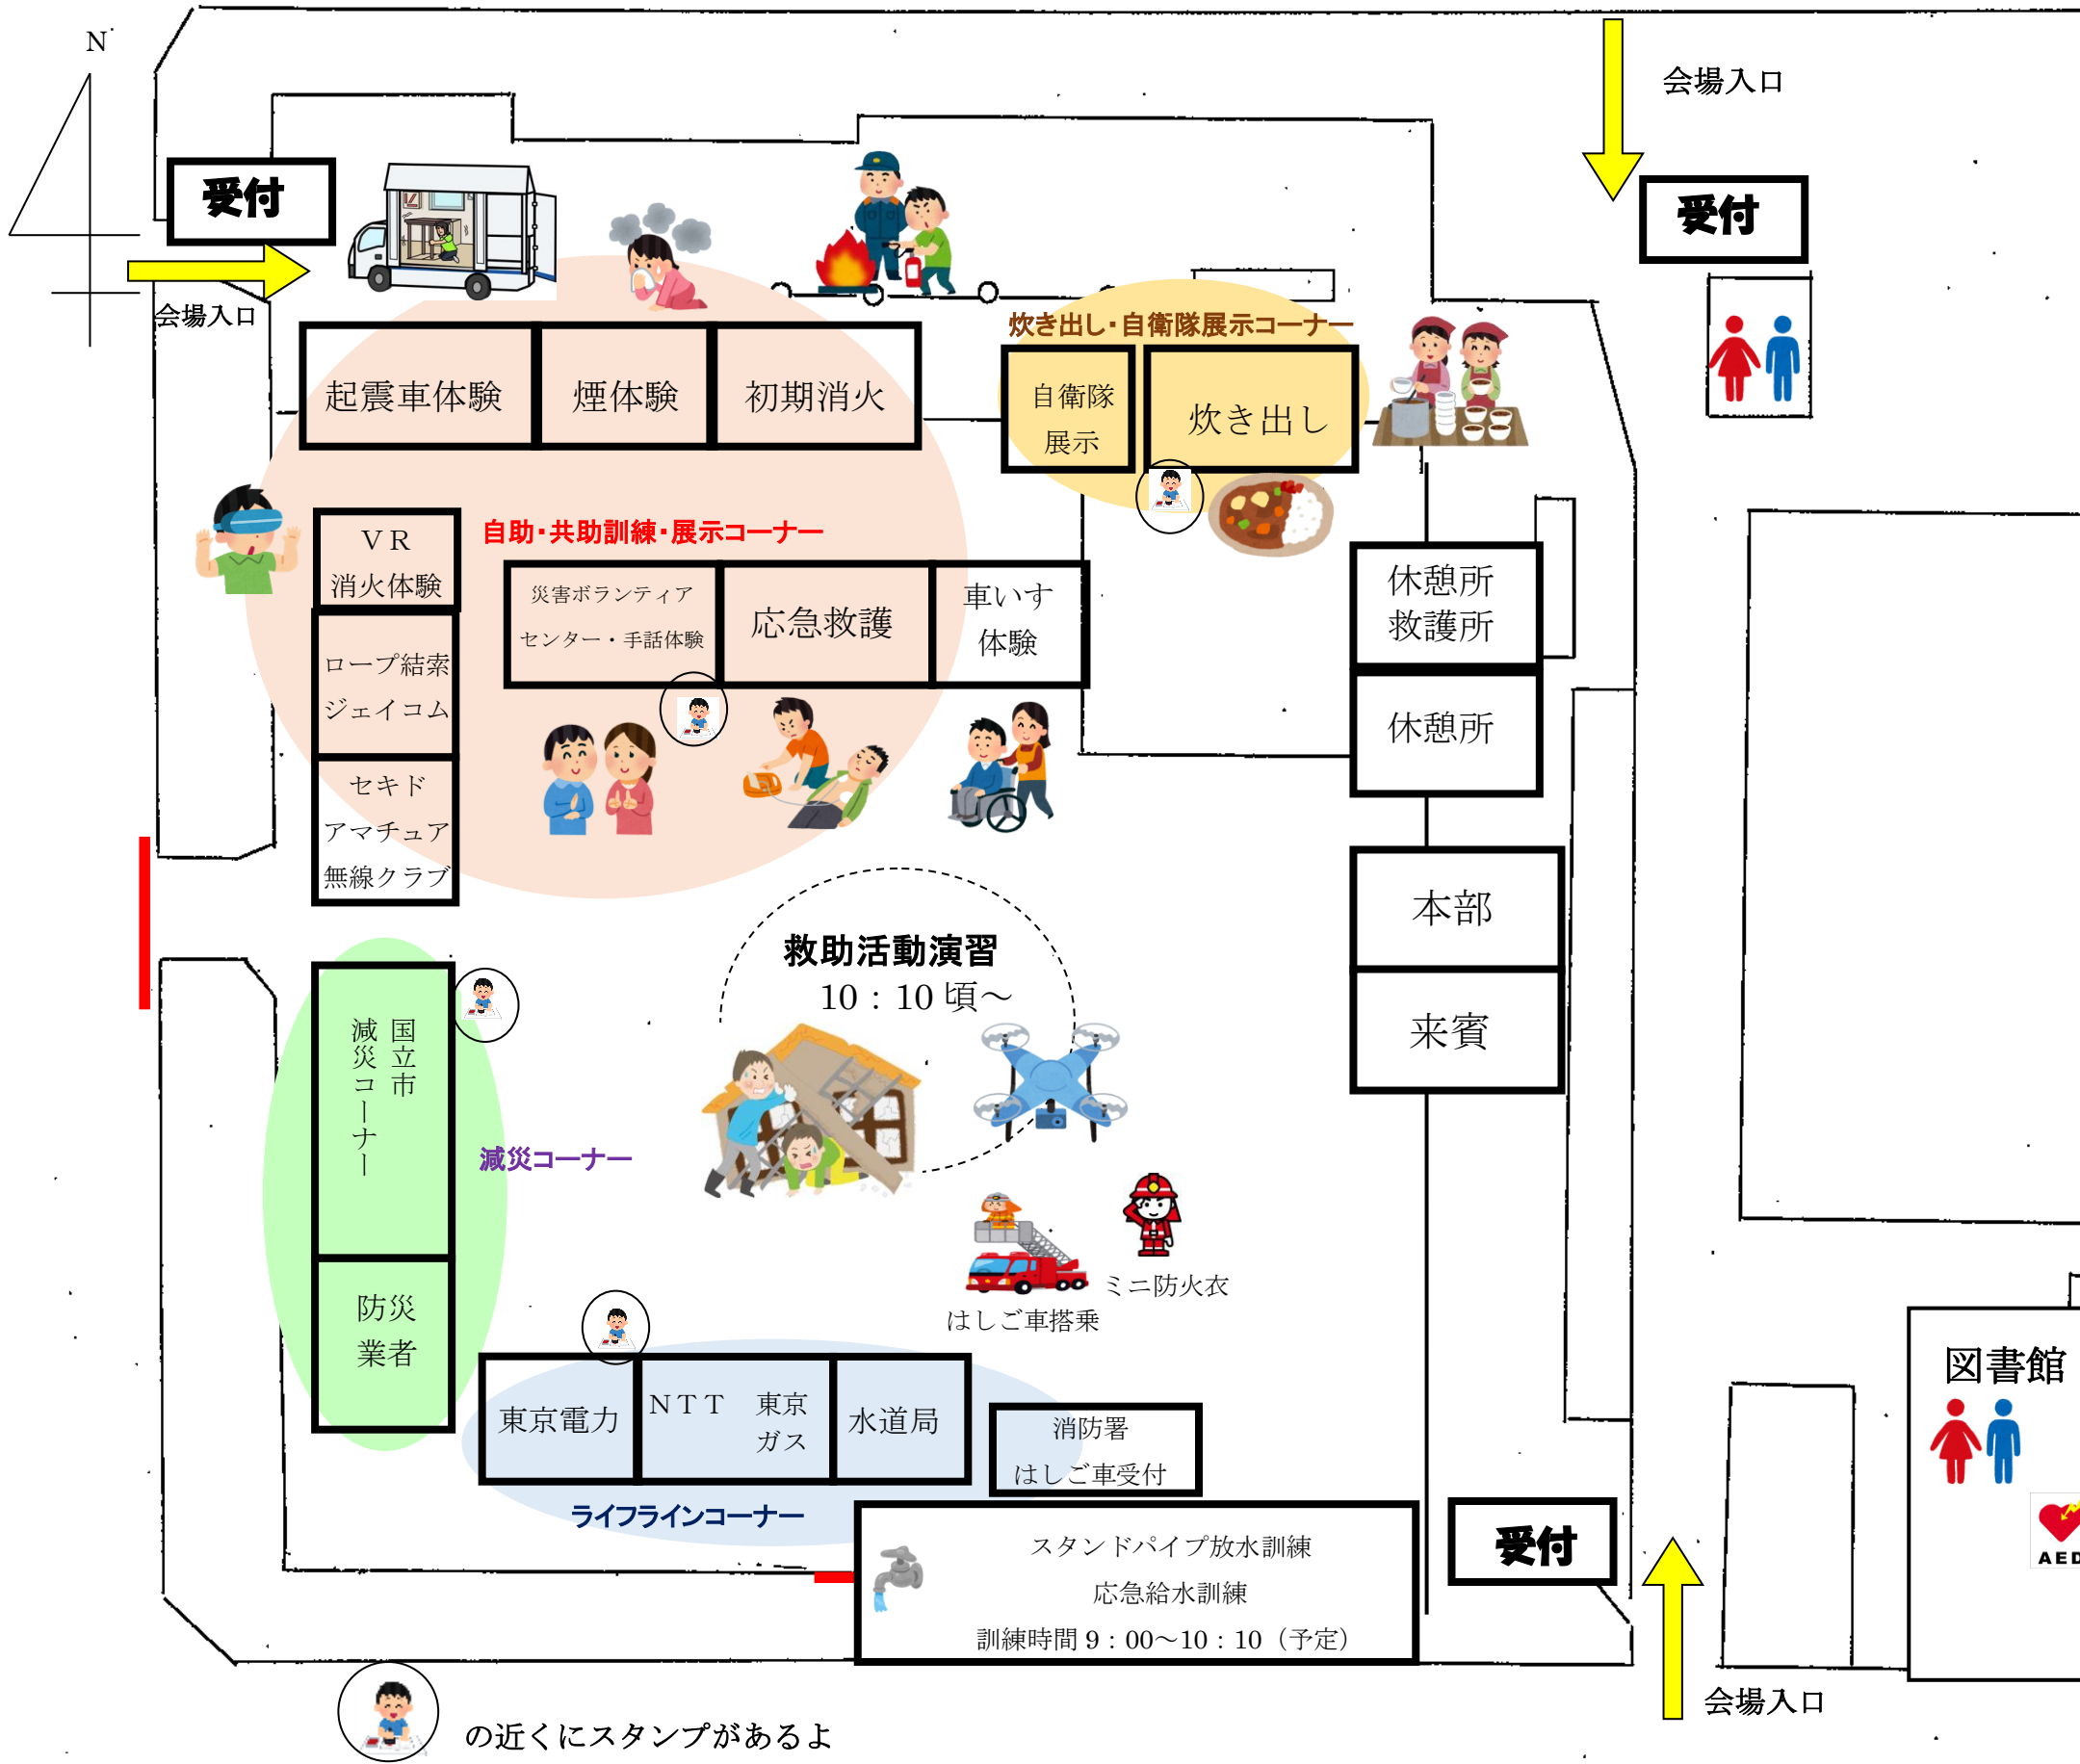 N
会場入口
受付
受付
会場入口
炊き出し・自衛隊展示コーナー
起震車体験
煙体験
初期消火
自衛隊
展示
炊き出し
自助・共助訓練・展示コーナー
ＶＲ
消火体験
災害ボランティア
センター・手話体験
応急救護
車いす
体験
休憩所
救護所
ロープ結索
ジェイコム
休憩所
セキド
アマチュア
無線クラブ
本部
救助活動演習
10：10 頃～
来賓
国立市
減災コーナー
減災コーナー
防災
業者
ミニ防火衣
はしご車搭乗
図書館
東京電力
ＮＴＴ　東京
ガス
水道局
消防署
はしご車受付
ライフラインコーナー
受付
AED
スタンドパイプ放水訓練
応急給水訓練
訓練時間 9：00～10：10（予定）
会場入口
の近くにスタンプがあるよ